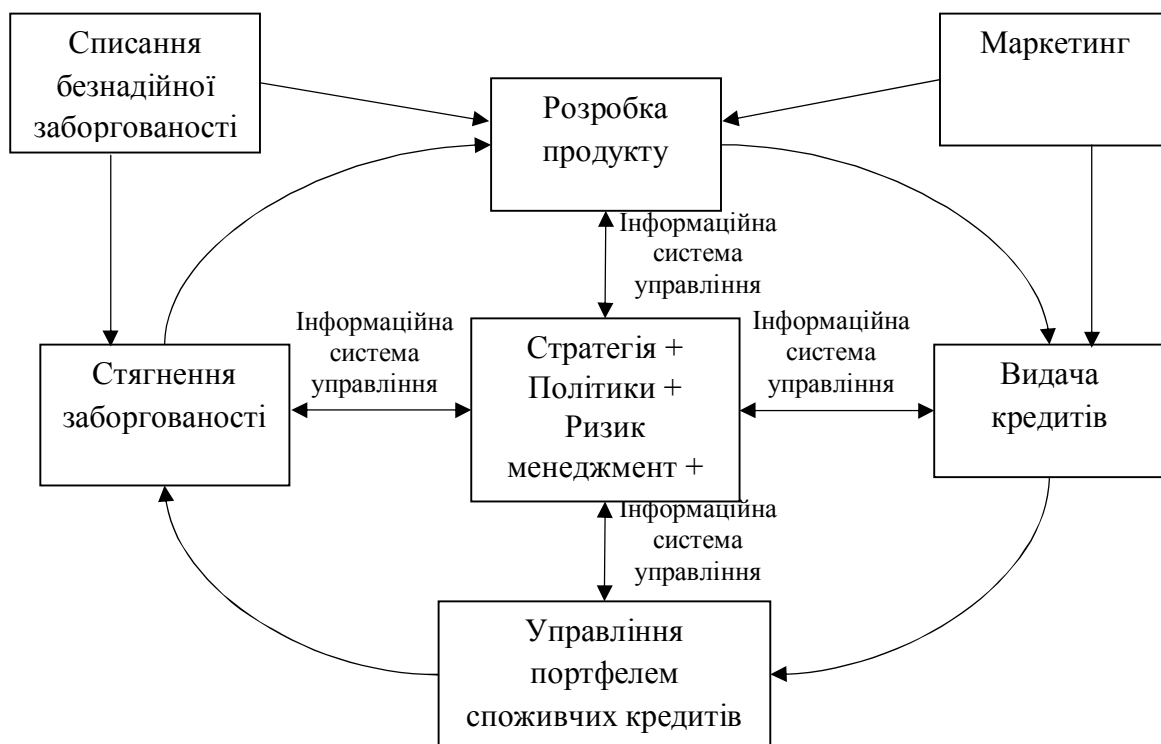 Списання
безнадійної
заборгованості
Маркетинг
Розробка
продукту
Інформаційна
система
управління
Інформаційна
система
управління
Інформаційна
система
управління
Стягнення
заборгованості
Стратегія +
Політики +
Ризик
менеджмент +
Видача
кредитів
Інформаційна
система
управління
Управління
портфелем
споживчих кредитів